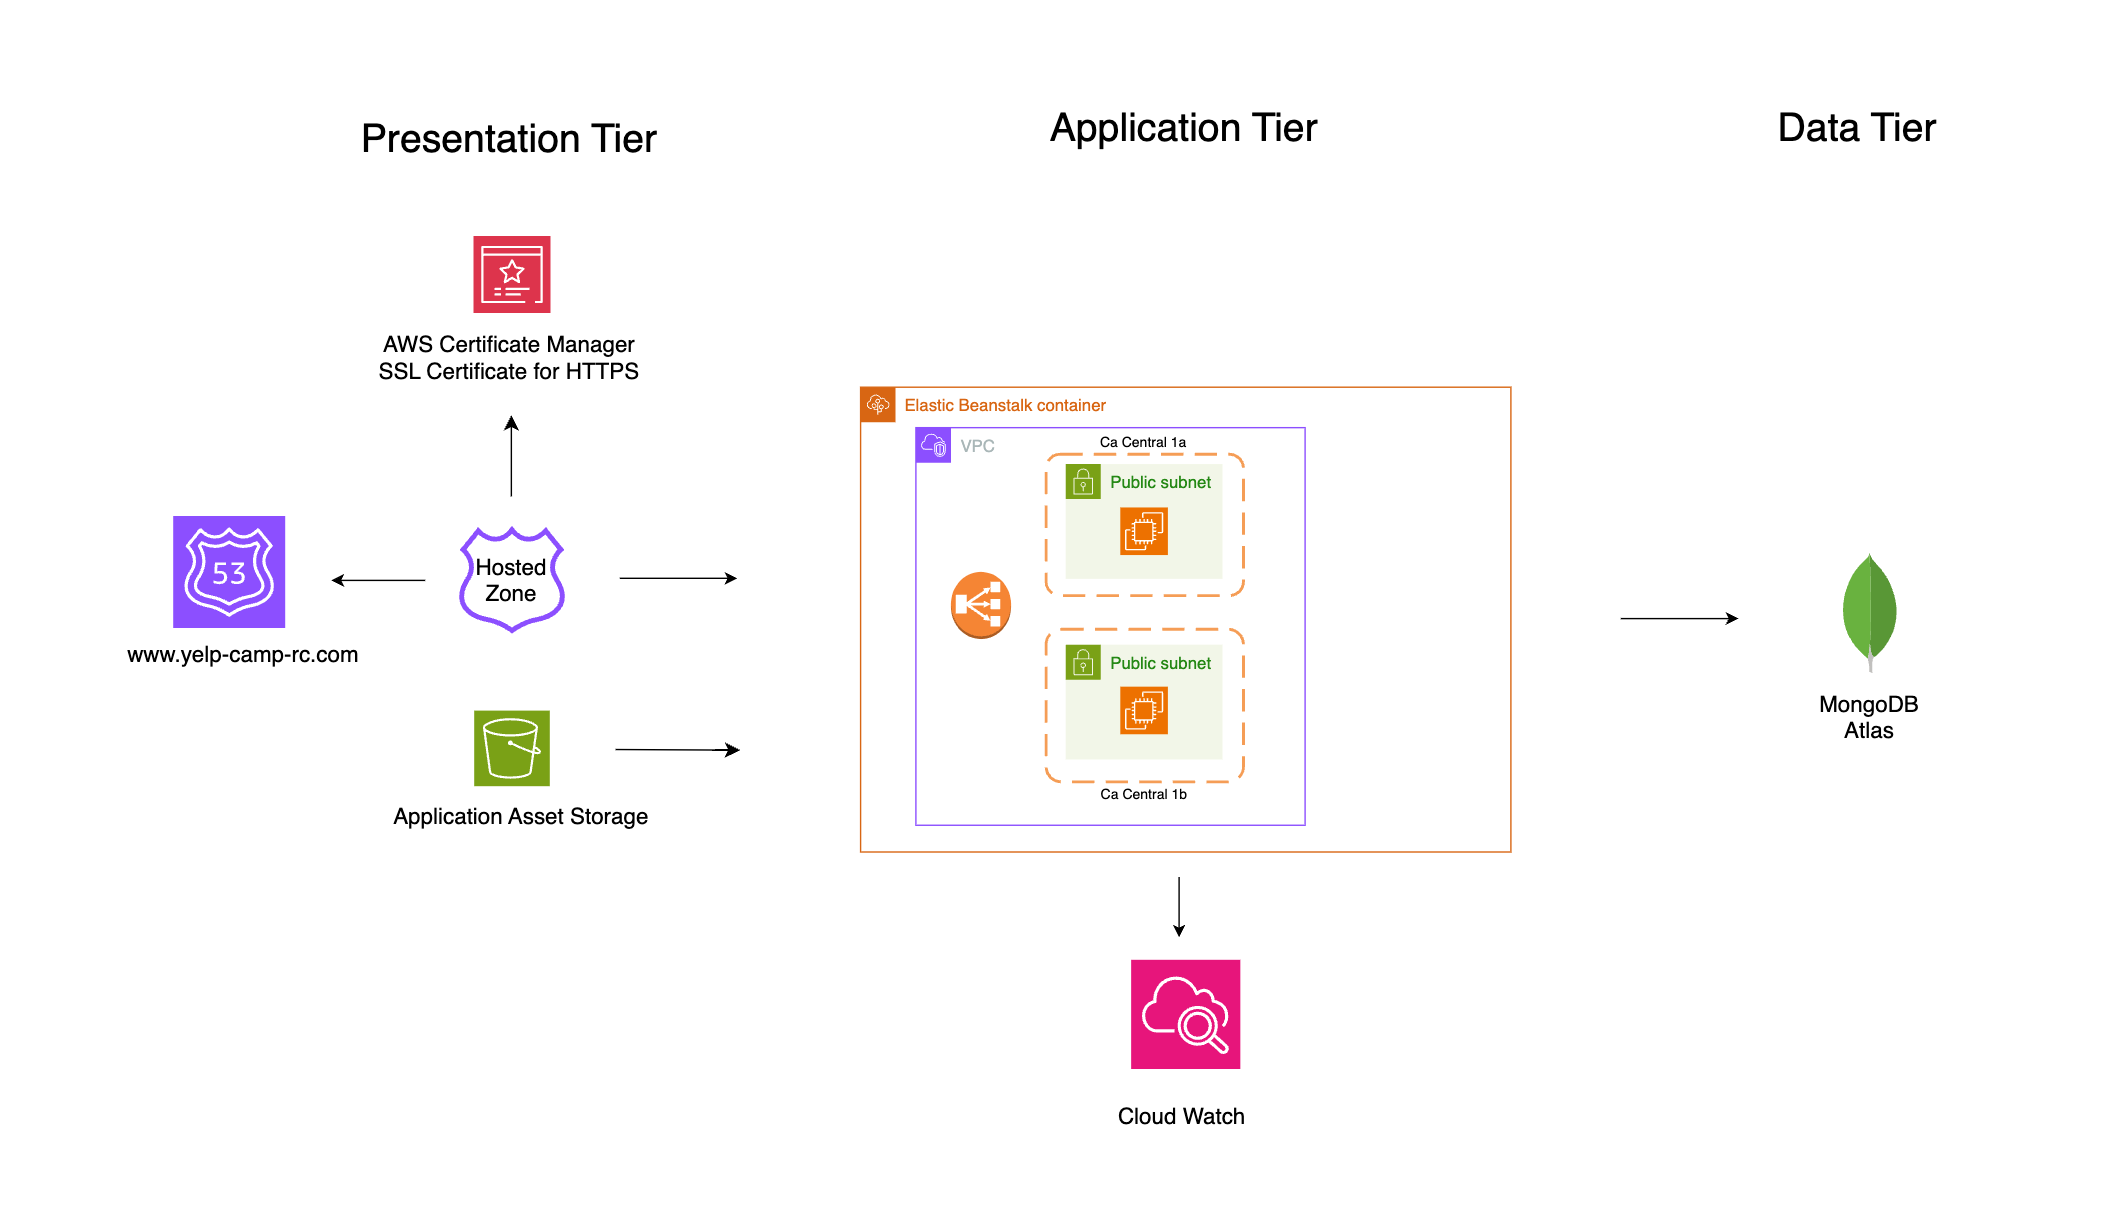 Presentation Tier
Application Tier
Data Tier
AWS Certificate Manager
SSL Certificate for HTTPS
53
www.yelp-camp-rc.com
Hosted
Zone
Application Asset Storage
Elastic Beanstalk container
VPC
Ca Central 1a
Public subnet
Public subnet
Ca Central 1b
Cloud Watch
MongoDB
Atlas